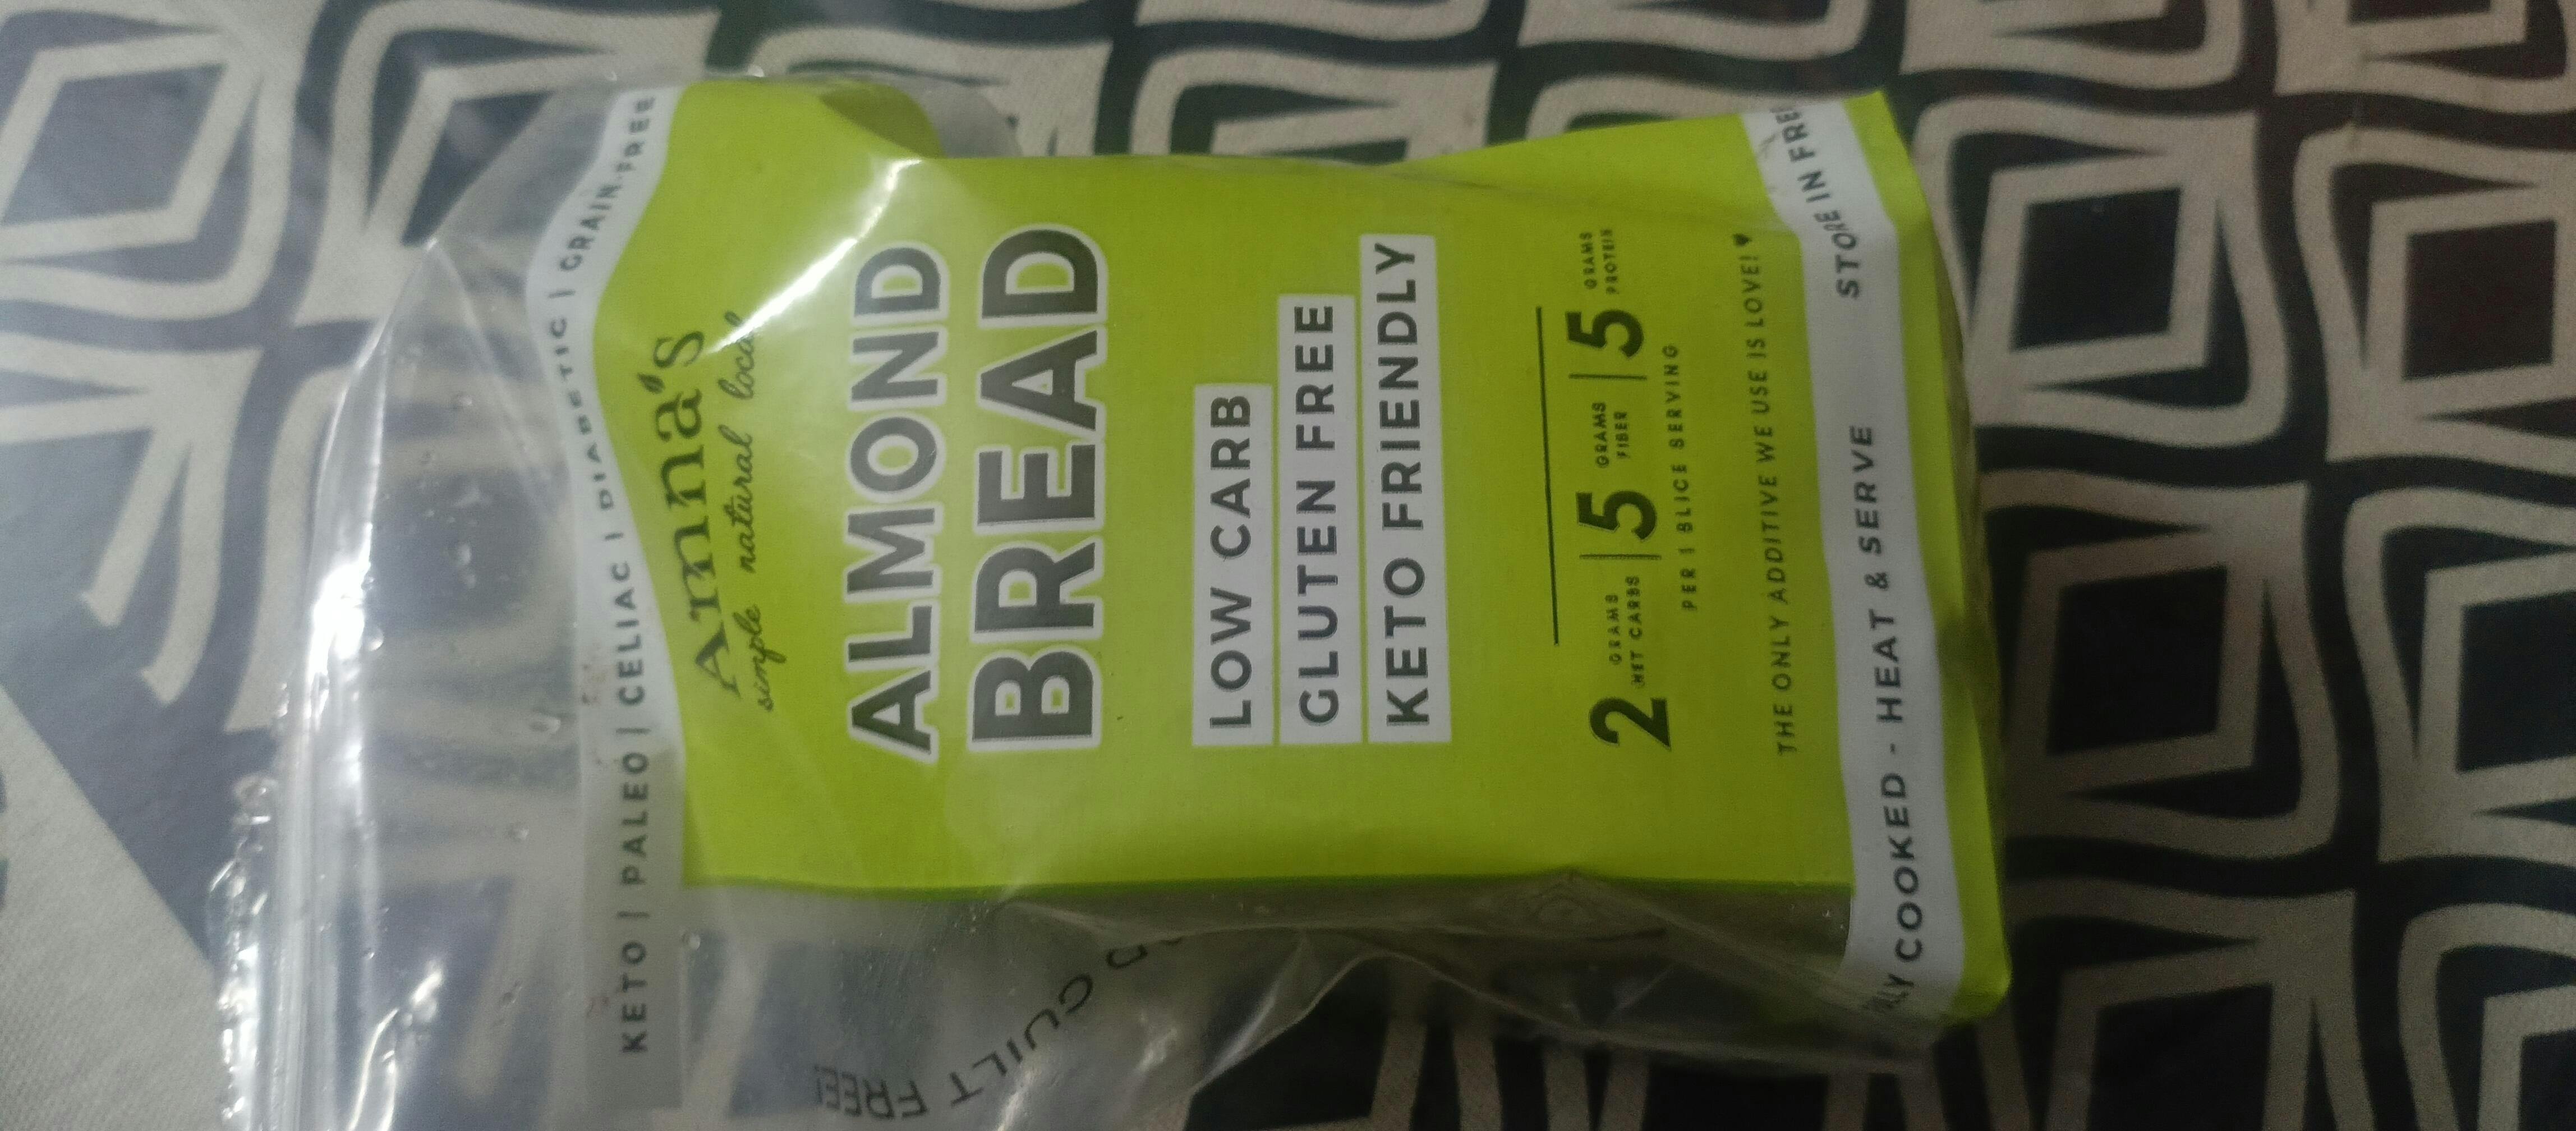 KETO | PALEO | CELIAC | DIABETIC | GRAIN-FREE
Amna's
simple natural local
ALMOND
BREAD
LOW CARB
GLUTEN FREE
KETO FRIENDLY
2 GRAMS NET CARBS | 5 GRAMS FIBER | 5 GRAMS PROTEIN
PER 1 SLICE SERVING
THE ONLY ADDITIVE WE USE IS LOVE!
COOKED - HEAT & SERVE STORE IN
GUILT FREE!